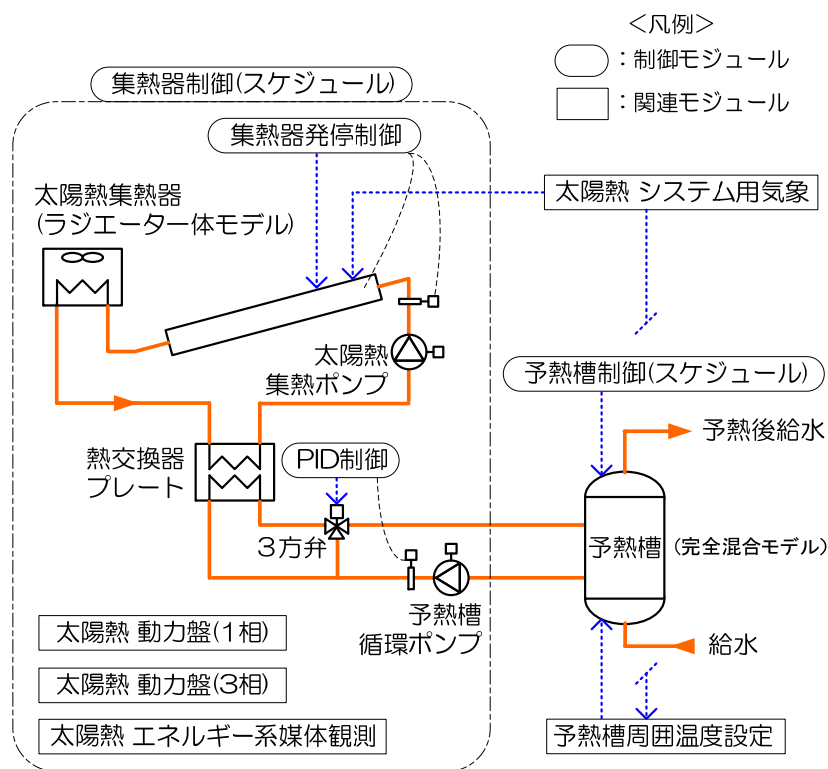 <凡例>
:制御モジュール
:関連モジュール
集熱器制御(スケジュール)
集熱器発停制御
太陽熱集熱器
(ラジエーター体モデル)
太陽熱 システム用気象
太陽熱
集熱ポンプ
予熱槽制御(スケジュール)
予熱後給水
熱交換器
プレート
PID制御
3方弁
予熱槽
(完全混合モデル)
予熱槽
循環ポンプ
給水
太陽熱 動力盤(1相)
太陽熱 動力盤(3相)
太陽熱 エネルギー系媒体観測
予熱槽周囲温度設定